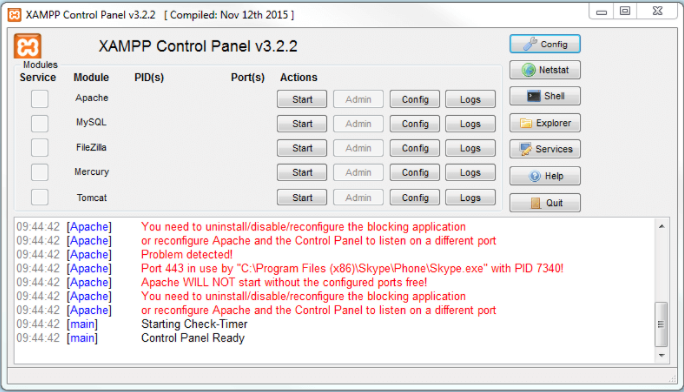 XAMPP Control Panel v3.2.2 [ Compiled: Nov 12th 2015 ]
XAMPP Control Panel v3.2.2
Config
Modules
Service Module PID(s) Port(s) Actions
Netstat
Apache Start Admin Config Logs
Shell
MySQL Start Admin Config Logs
Explorer
FileZilla Start Admin Config Logs
Services
Mercury Start Admin Config Logs
Help
Tomcat Start Admin Config Logs
Quit
09:44:42 [Apache] You need to uninstall/disable/reconfigure the blocking application
09:44:42 [Apache] or reconfigure Apache and the Control Panel to listen on a different port
09:44:42 [Apache] Problem detected!
09:44:42 [Apache] Port 443 in use by "C:\Program Files (x86)\Skype\Phone\Skype.exe" with PID 7340!
09:44:42 [Apache] Apache WILL NOT start without the configured ports free!
09:44:42 [Apache] You need to uninstall/disable/reconfigure the blocking application
09:44:42 [Apache] or reconfigure Apache and the Control Panel to listen on a different port
09:44:42 [main] Starting Check-Timer
09:44:42 [main] Control Panel Ready